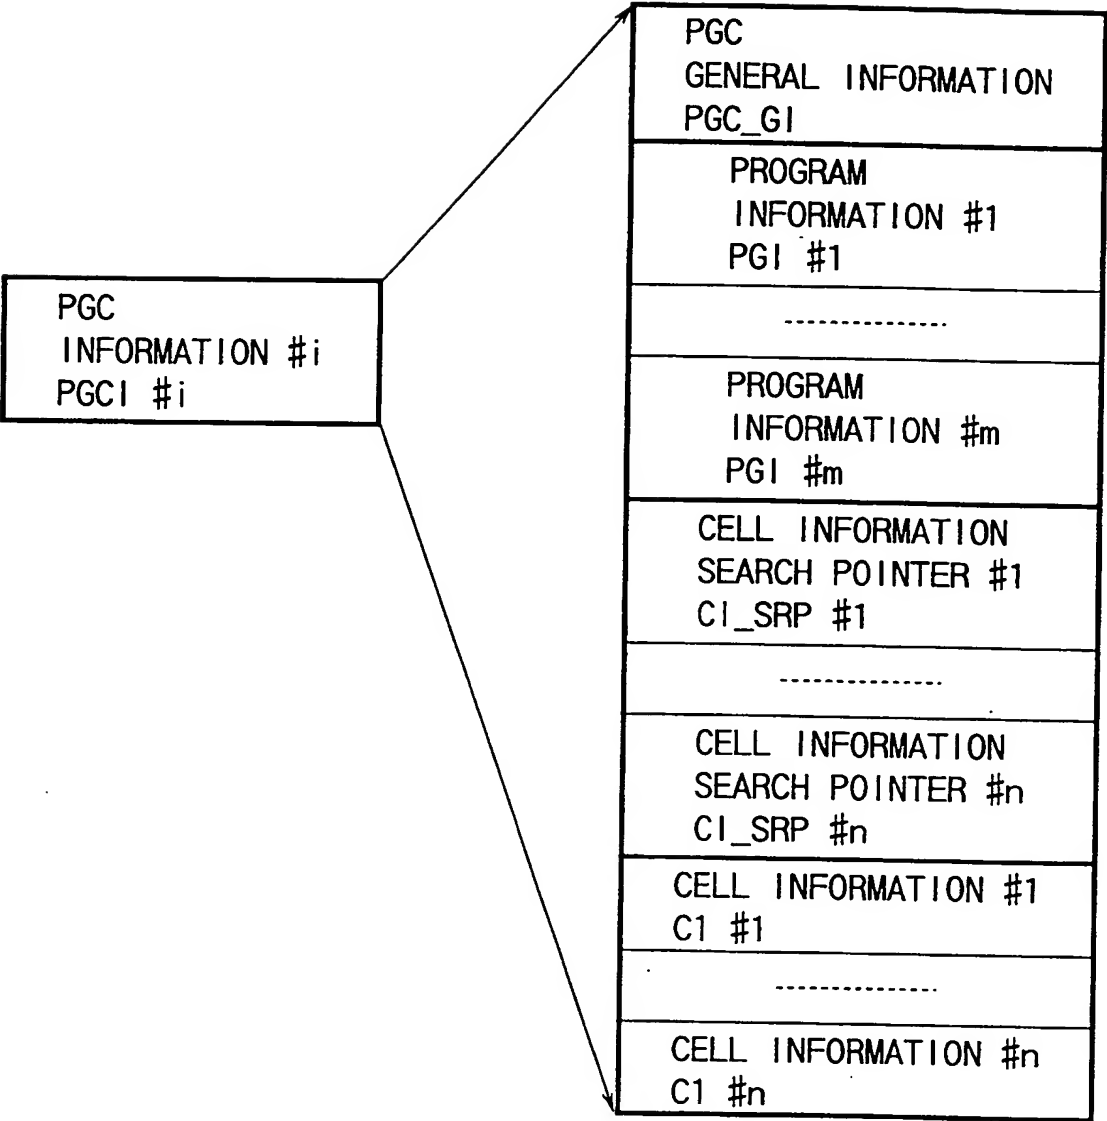 PGC
GENERAL INFORMATION
PGC_GI
PROGRAM
INFORMATION #1
PGI #1
PGC
INFORMATION #i
PGCI #i
PROGRAM
INFORMATION #m
PGI #m
CELL INFORMATION
SEARCH POINTER #1
CI_SRP #1
CELL INFORMATION
SEARCH POINTER #n
CI_SRP #n
CELL INFORMATION #1
C1 #1
CELL INFORMATION #n
C1 #n